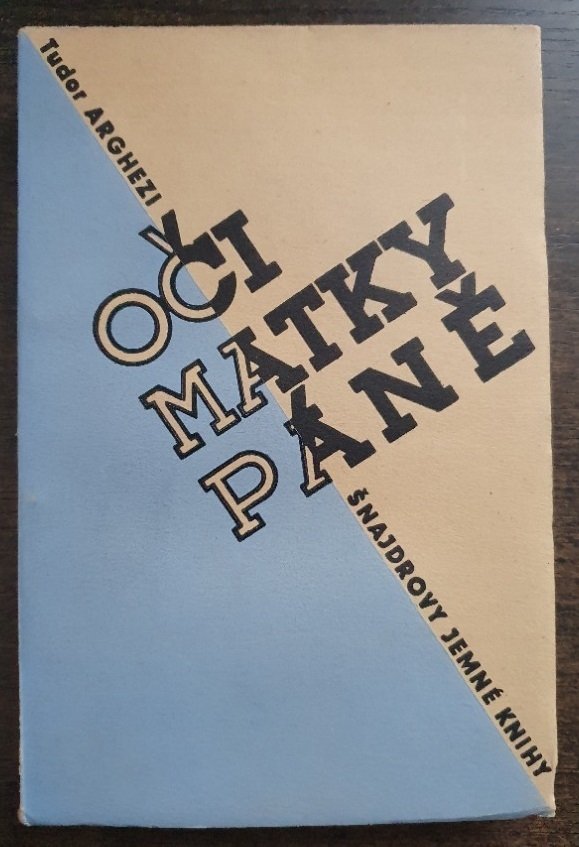 Tudor ARGHEZI
OČI
MATKY
PÁNĚ
ŠNAJDROVY JEMNÉ KNIHY